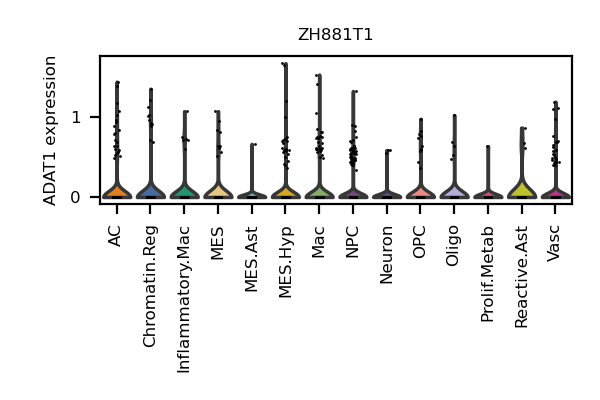 ZH881T1
ADAT1 expression
1
0
AC
Chromatin.Reg
Inflammatory.Mac
MES
MES.Ast
MES.Hyp
Mac
NPC
Neuron
OPC
Oligo
Prolif.Metab
Reactive.Ast
Vasc